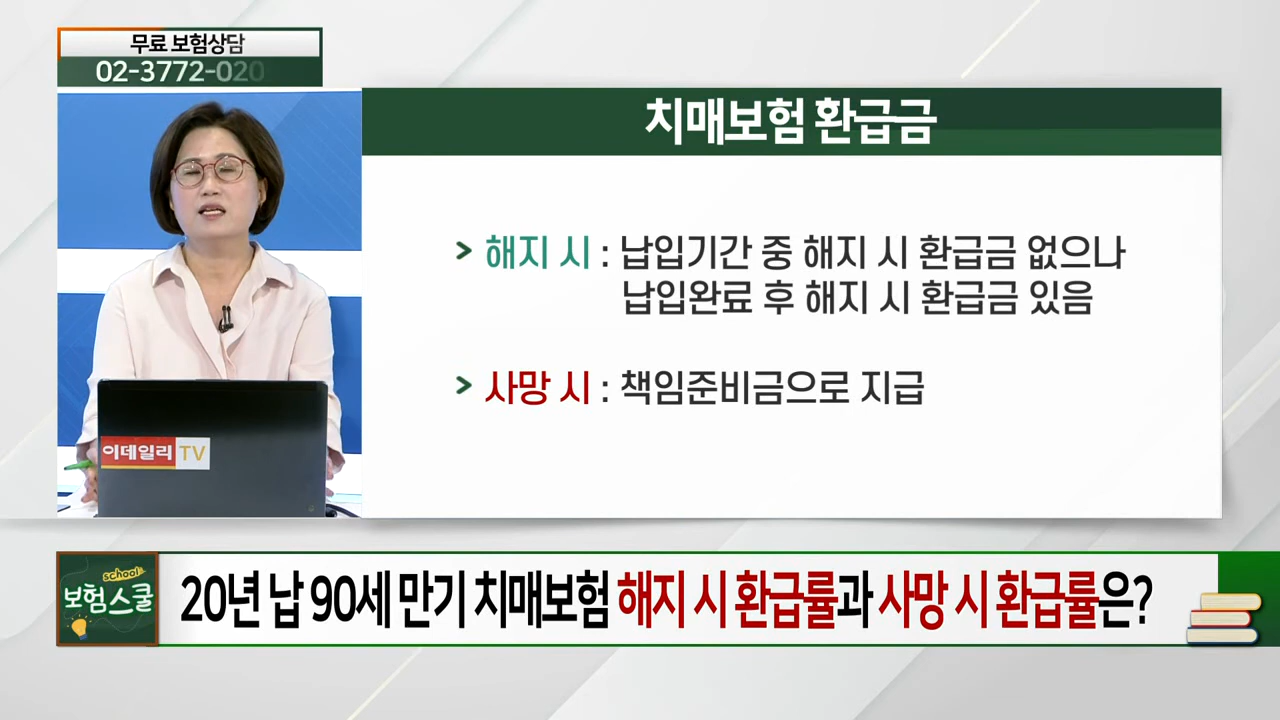 무료 보험상담
02-3772-020
치매보험 환급금
> 해지 시 : 납입기간 중 해지 시 환급금 없으나
납입완료 후 해지 시 환급금 있음
> 사망 시 : 책임준비금으로 지급
이데일리 TV
school
보험스쿨
20년 납 90세 만기 치매보험 해지 시 환급률과 사망 시 환급률은?